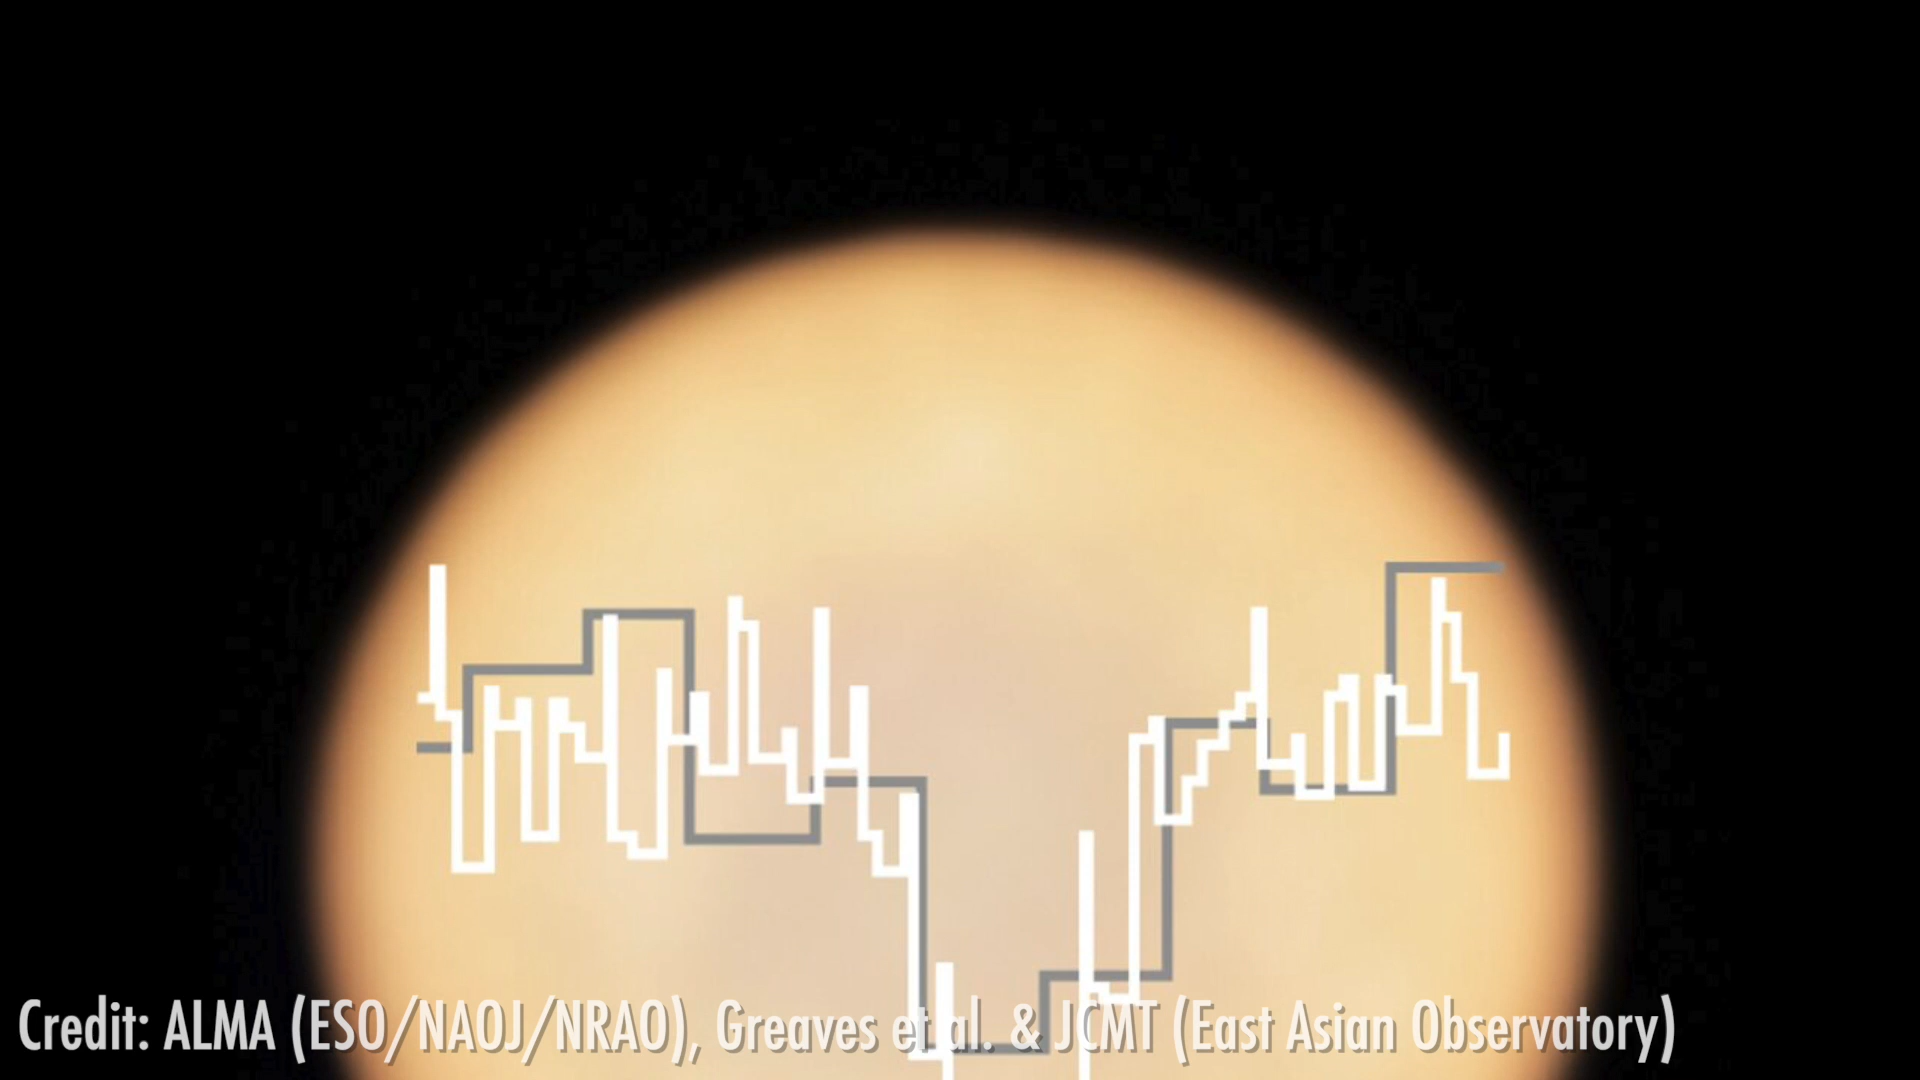 Credit: ALMA (ESO/NAOJ/NRAO), Greaves et al. & JCMT (East Asian Observatory)